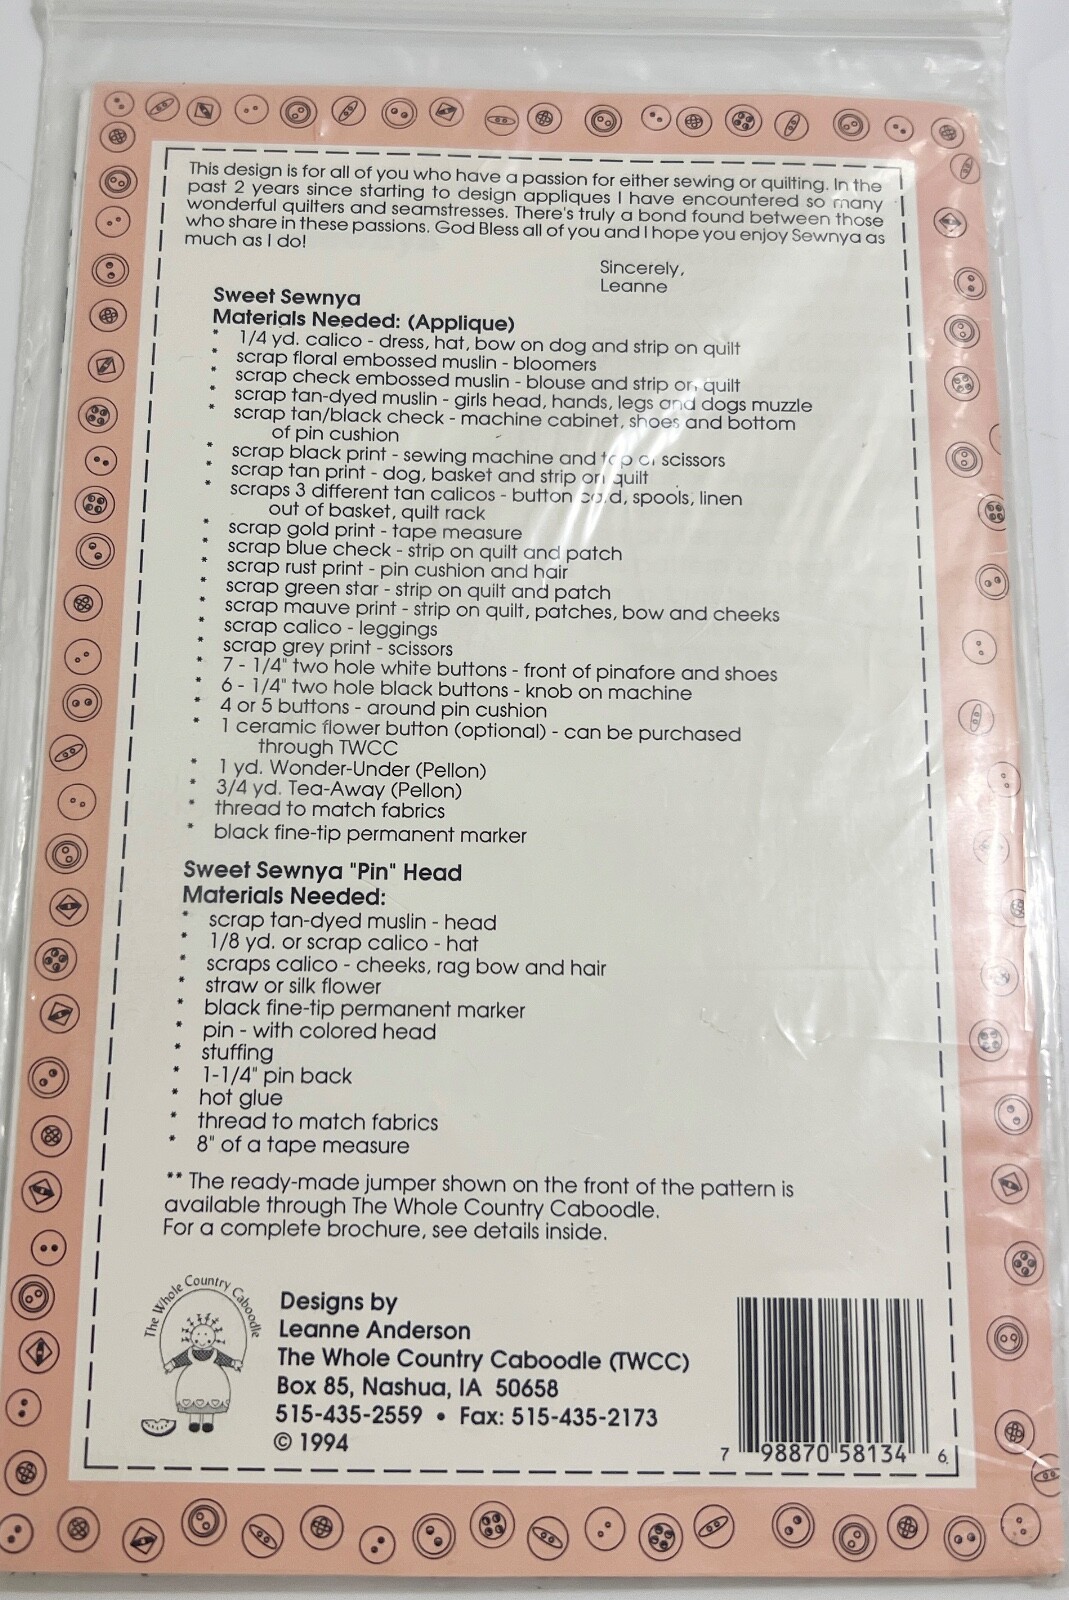 This design is for all of you who have a passion for either sewing or quilting. In the
past 2 years since starting to design appliques I have encountered so many
wonderful quilters and seamstresses. There's truly a bond found between those
who share in these passions. God Bless all of you and I hope you enjoy Sewnya as
much as I do!
Sincerely,
Leanne
Sweet Sewnya
Materials Needed: (Applique)
* 1/4 yd. calico - dress, hat, bow on dog and strip on quilt
* scrap floral embossed muslin - bloomers
* scrap check embossed muslin - blouse and strip on quilt
* scrap tan-dyed muslin - girls head, hands, legs and dogs muzzle
* scrap tan/black check - machine cabinet, shoes and bottom
of pin cushion
* scrap black print - sewing machine and top of scissors
* scrap tan print - dog, basket and strip on quilt
* scraps 3 different tan calicos - button card, spools, linen
out of basket, quilt rack
* scrap gold print - tape measure
* scrap blue check - strip on quilt and patch
* scrap rust print - pin cushion and hair
* scrap green star - strip on quilt and patch
* scrap mauve print - strip on quilt, patches, bow and cheeks
* scrap calico - leggings
* scrap grey print - scissors
* 7 - 1/4" two hole white buttons - front of pinafore and shoes
* 6 - 1/4" two hole black buttons - knob on machine
* 4 or 5 buttons - around pin cushion
* 1 ceramic flower button (optional) - can be purchased
through TWCC
* 1 yd. Wonder-Under (Pellon)
* 3/4 yd. Tea-Away (Pellon)
* thread to match fabrics
* black fine-tip permanent marker
Sweet Sewnya "Pin" Head
Materials Needed:
* scrap tan-dyed muslin - head
* 1/8 yd. or scrap calico - hat
* scraps calico - cheeks, rag bow and hair
* straw or silk flower
* black fine-tip permanent marker
* pin - with colored head
* stuffing
* 1-1/4" pin back
* hot glue
* thread to match fabrics
* 8" of a tape measure
** The ready-made jumper shown on the front of the pattern is
available through The Whole Country Caboodle.
For a complete brochure, see details inside.
The Whole Country Caboodle
Designs by
Leanne Anderson
The Whole Country Caboodle (TWCC)
Box 85, Nashua, IA 50658
515-435-2559 • Fax: 515-435-2173
© 1994
7 98870 58134 6